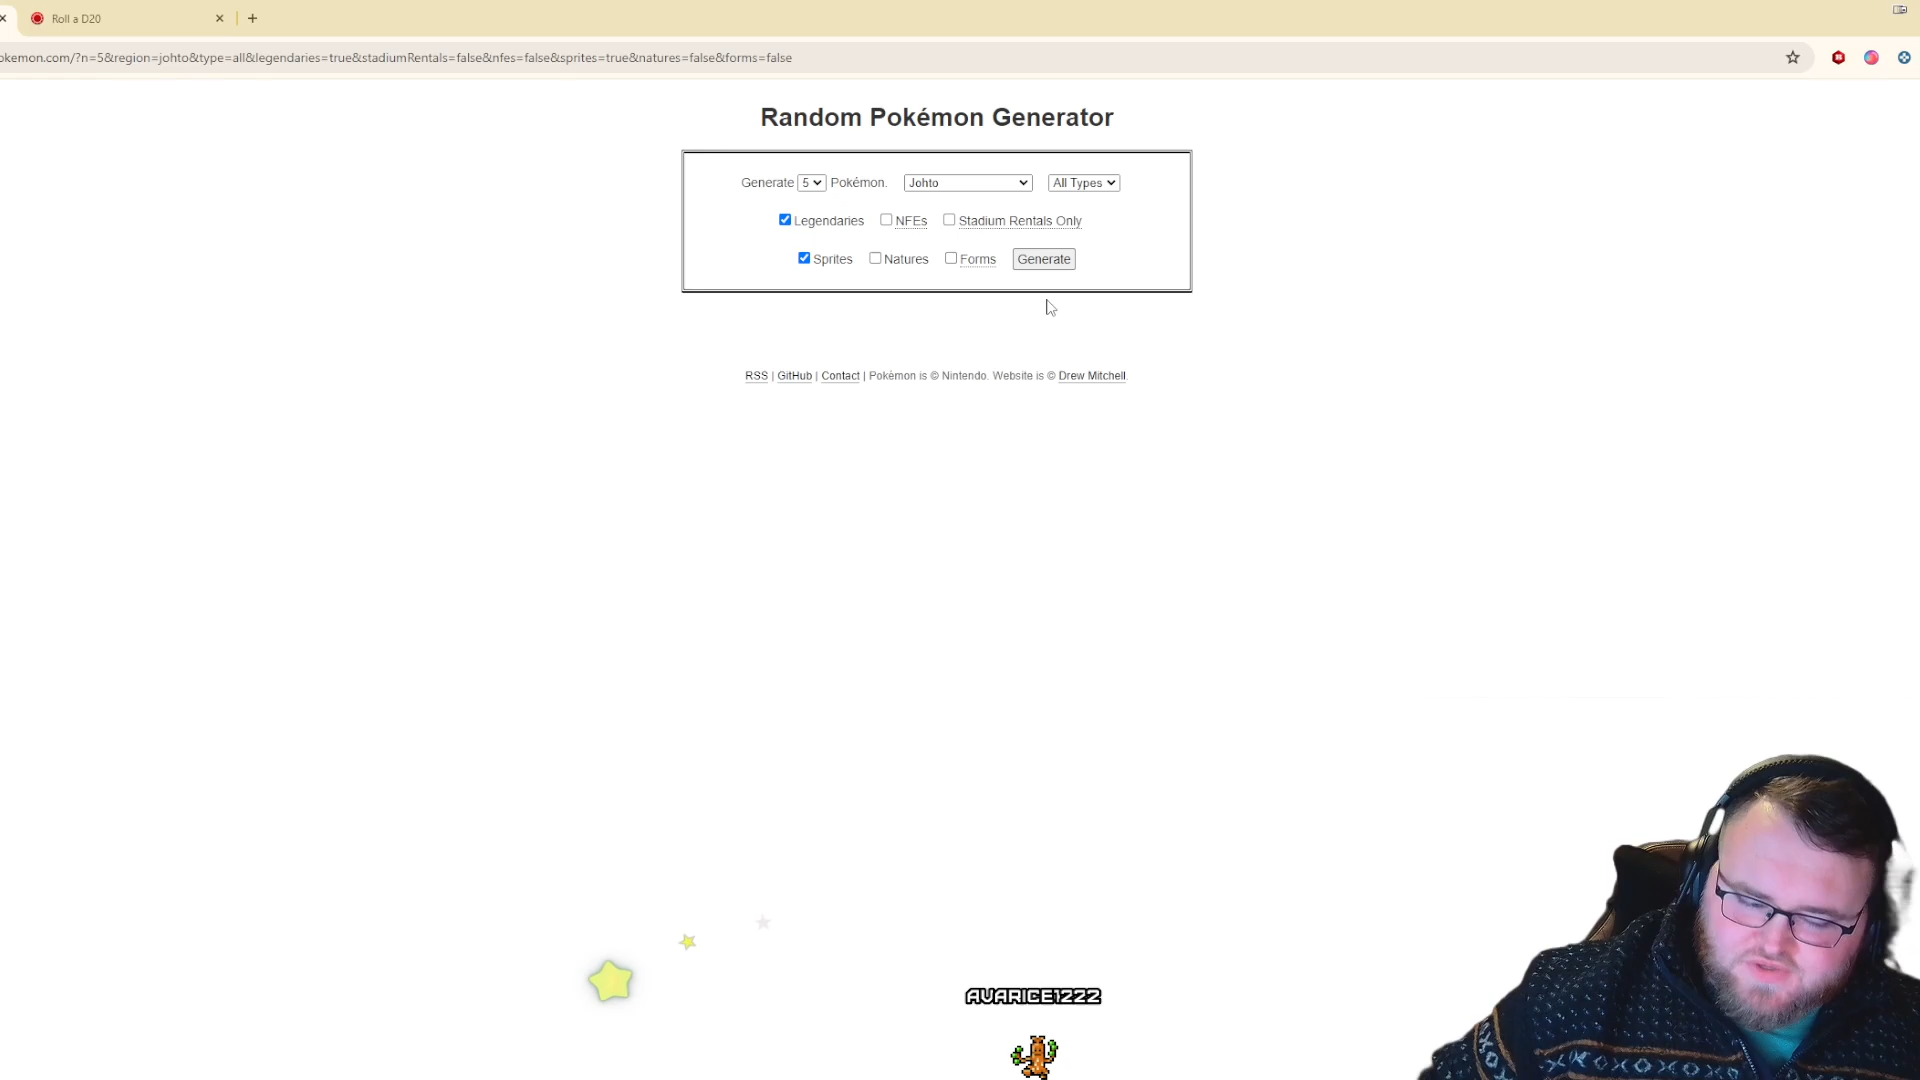 Roll a D20
okemon.com/?n=5&region=johto&type=all&legendaries=true&stadiumRentals=false&nfes=false&sprites=true&natures=false&forms=false
Random Pokémon Generator
Generate 5 Pokémon. Johto All Types
Legendaries NFEs Stadium Rentals Only
Sprites Natures Forms Generate
RSS | GitHub | Contact | Pokémon is © Nintendo. Website is © Drew Mitchell.
AVARICE1222